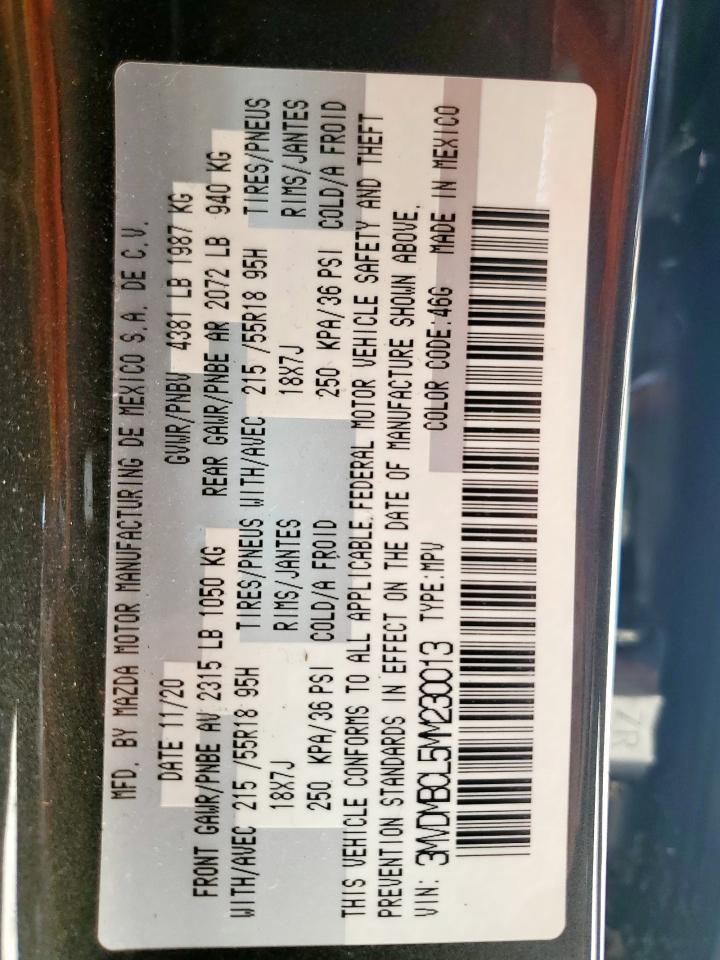 MFD. BY MAZDA MOTOR MANUFACTURING DE MEXICO S.A. DE C.V.
DATE 11/20 GVWR/PNBV 4381 LB 1987 KG
FRONT GAWR/PNBE AV 2315 LB 1050 KG REAR GAWR/PNBE AR 2072 LB 940 KG
WITH/AVEC 215 /55R18 95H TIRES/PNEUS WITH/AVEC 215 /55R18 95H TIRES/PNEUS
18X7J RIMS/JANTES 18X7J RIMS/JANTES
250 KPA/36 PSI COLD/A FROID 250 KPA/36 PSI COLD/A FROID
THIS VEHICLE CONFORMS TO ALL APPLICABLE FEDERAL MOTOR VEHICLE SAFETY AND THEFT
PREVENTION STANDARDS IN EFFECT ON THE DATE OF MANUFACTURE SHOWN ABOVE.
VIN: 3MVDMBCL5MM230013 TYPE:MPV COLOR CODE:46G MADE IN MEXICO
7R